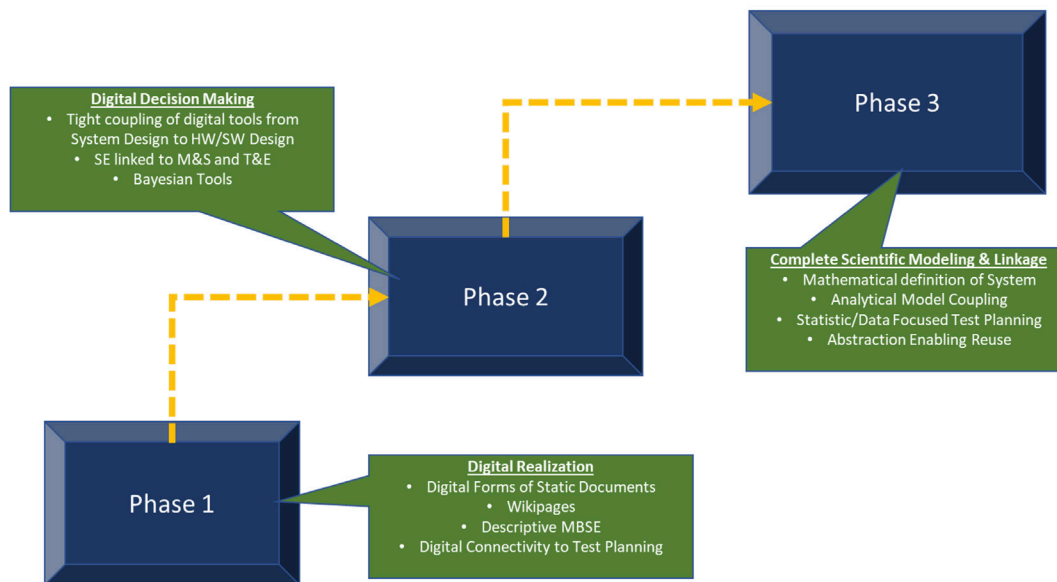 Phase 3
Digital Decision Making
• Tight coupling of digital tools from
System Design to HW/SW Design
• SE linked to M&S and T&E
• Bayesian Tools
Phase 2
Complete Scientific Modeling & Linkage
• Mathematical definition of System
• Analytical Model Coupling
• Statistic/Data Focused Test Planning
• Abstraction Enabling Reuse
Phase 1
Digital Realization
• Digital Forms of Static Documents
• Wikipages
• Descriptive MBSE
• Digital Connectivity to Test Planning